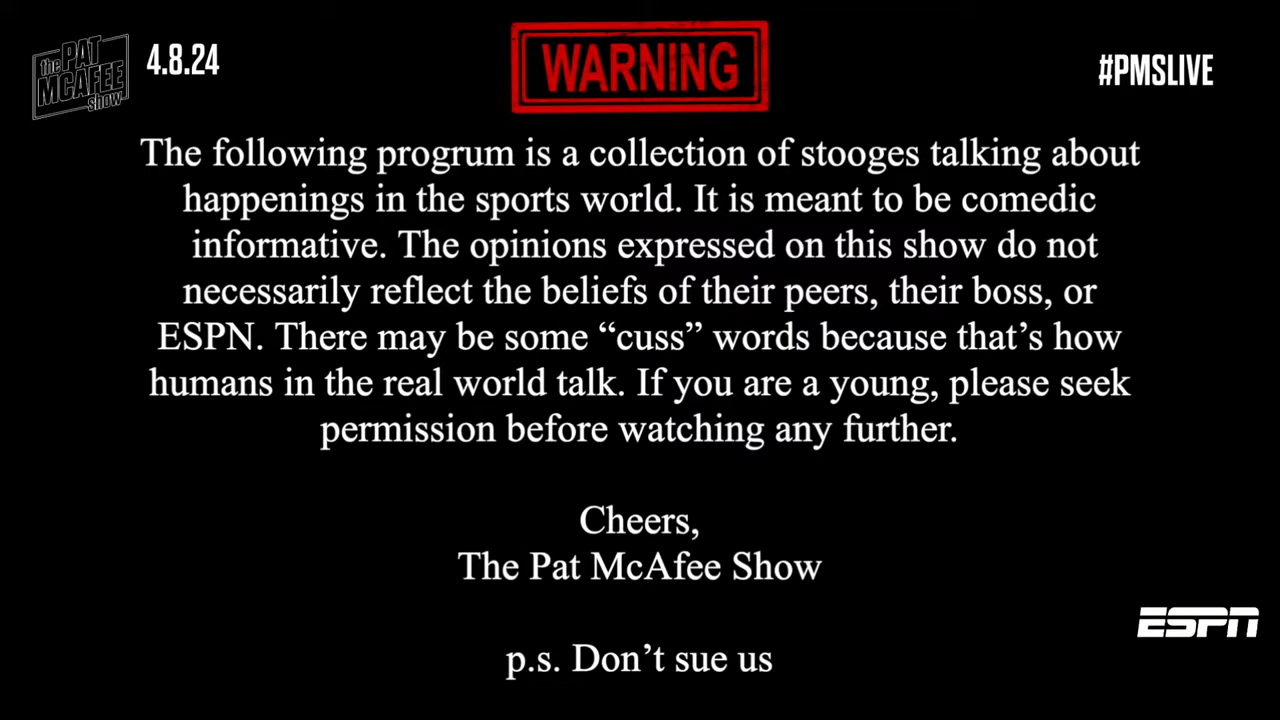 the PAT
MCAFEE
show
4.8.24
WARNING
#PMSLIVE
The following progrum is a collection of stooges talking about
happenings in the sports world. It is meant to be comedic
informative. The opinions expressed on this show do not
necessarily reflect the beliefs of their peers, their boss, or
ESPN. There may be some “cuss” words because that’s how
humans in the real world talk. If you are a young, please seek
permission before watching any further.
Cheers,
The Pat McAfee Show
ESPN
p.s. Don’t sue us